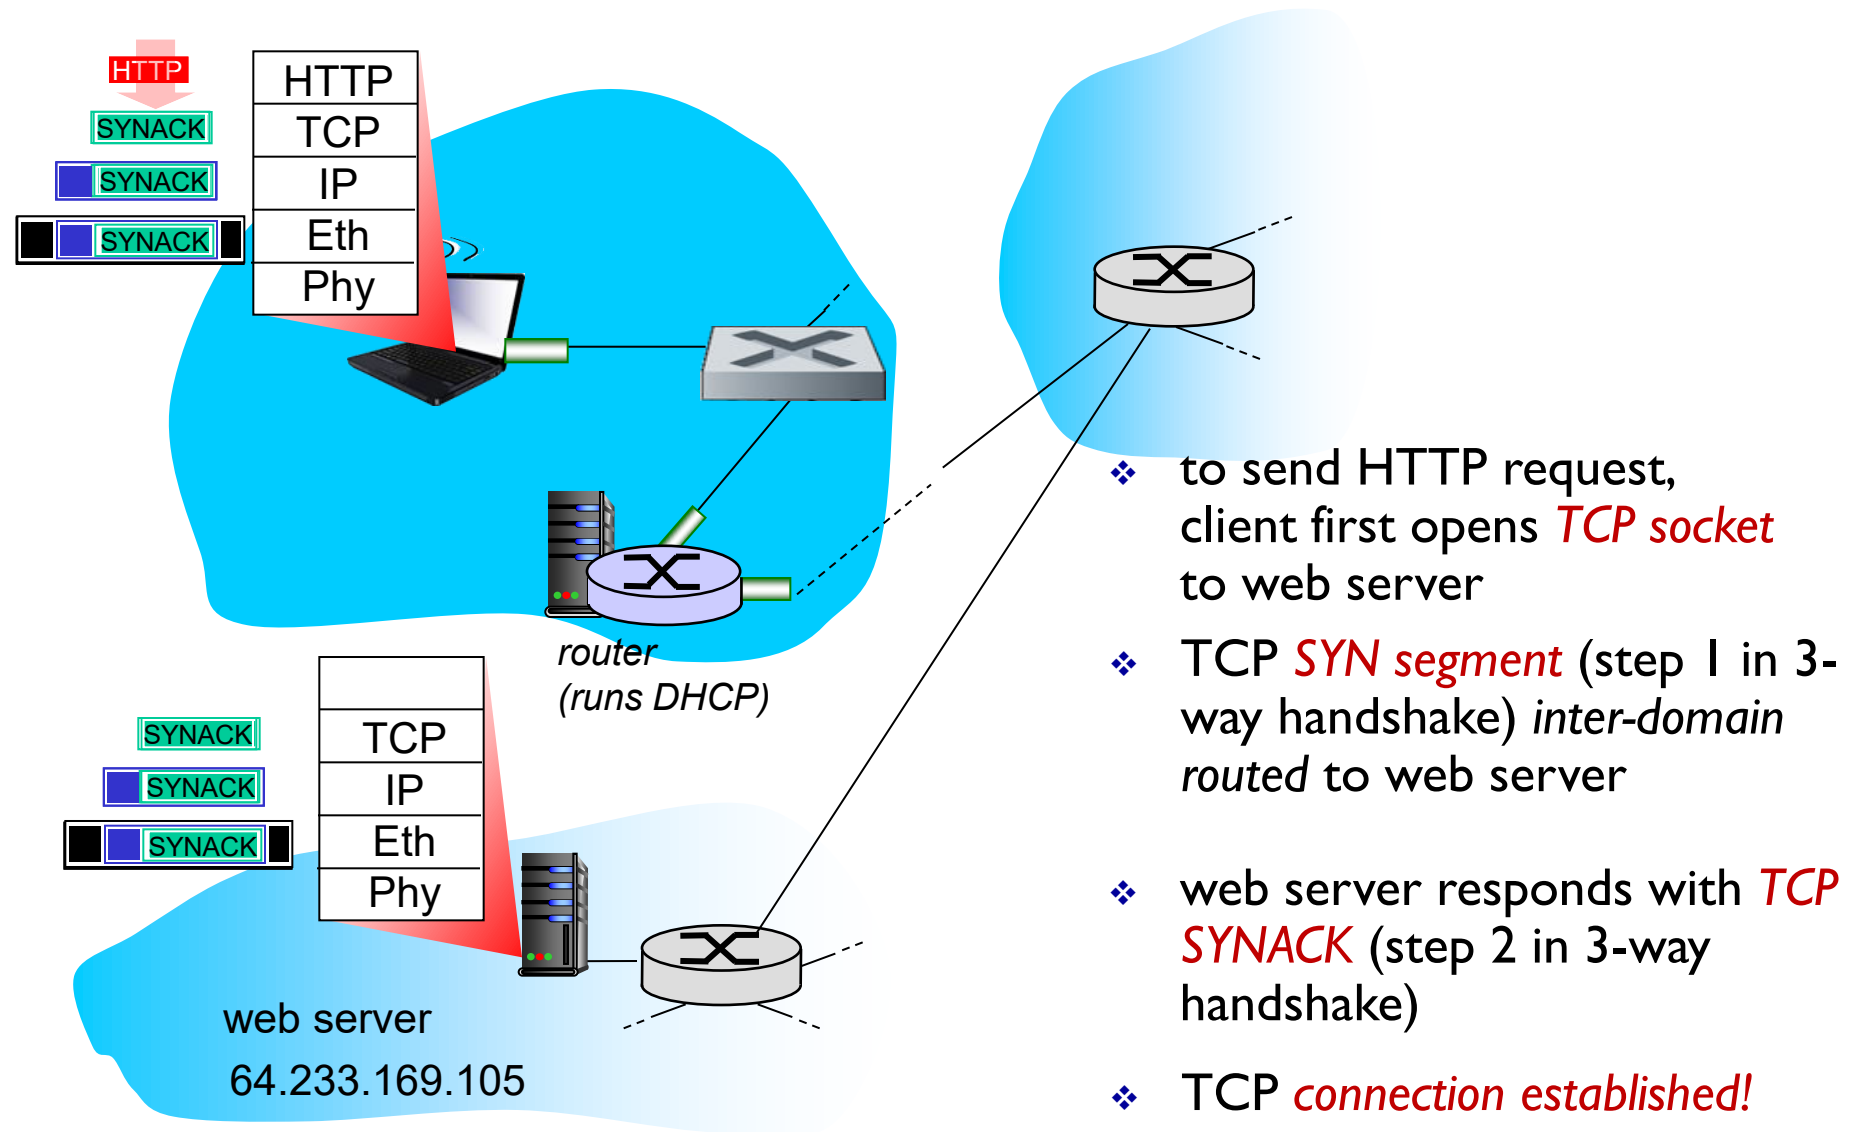 HTTP
SYNACK
SYNACK
SYNACK
HTTP
TCP
IP
Eth
Phy
router
(runs DHCP)
SYNACK
SYNACK
SYNACK
TCP
IP
Eth
Phy
web server
64.233.169.105
to send HTTP request,
client first opens TCP socket
to web server
TCP SYN segment (step 1 in 3-
way handshake) inter-domain
routed to web server
web server responds with TCP
SYNACK (step 2 in 3-way
handshake)
TCP connection established!